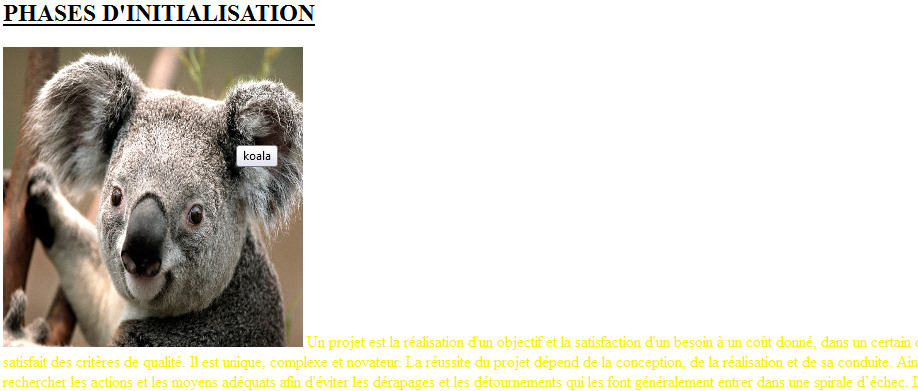 PHASES D'INITIALISATION
koala
Un projet est la réalisation d'un objectif et la satisfaction d'un besoin à un coût donné, dans un certain
satisfait des critères de qualité. Il est unique, complexe et novateur. La réussite du projet dépend de la conception, de la réalisation et de sa conduite.
rechercher les actions et les moyens adéquats afin d'éviter les dérapages et les détournements qui les font généralement entrer dans une spirale d’échec.